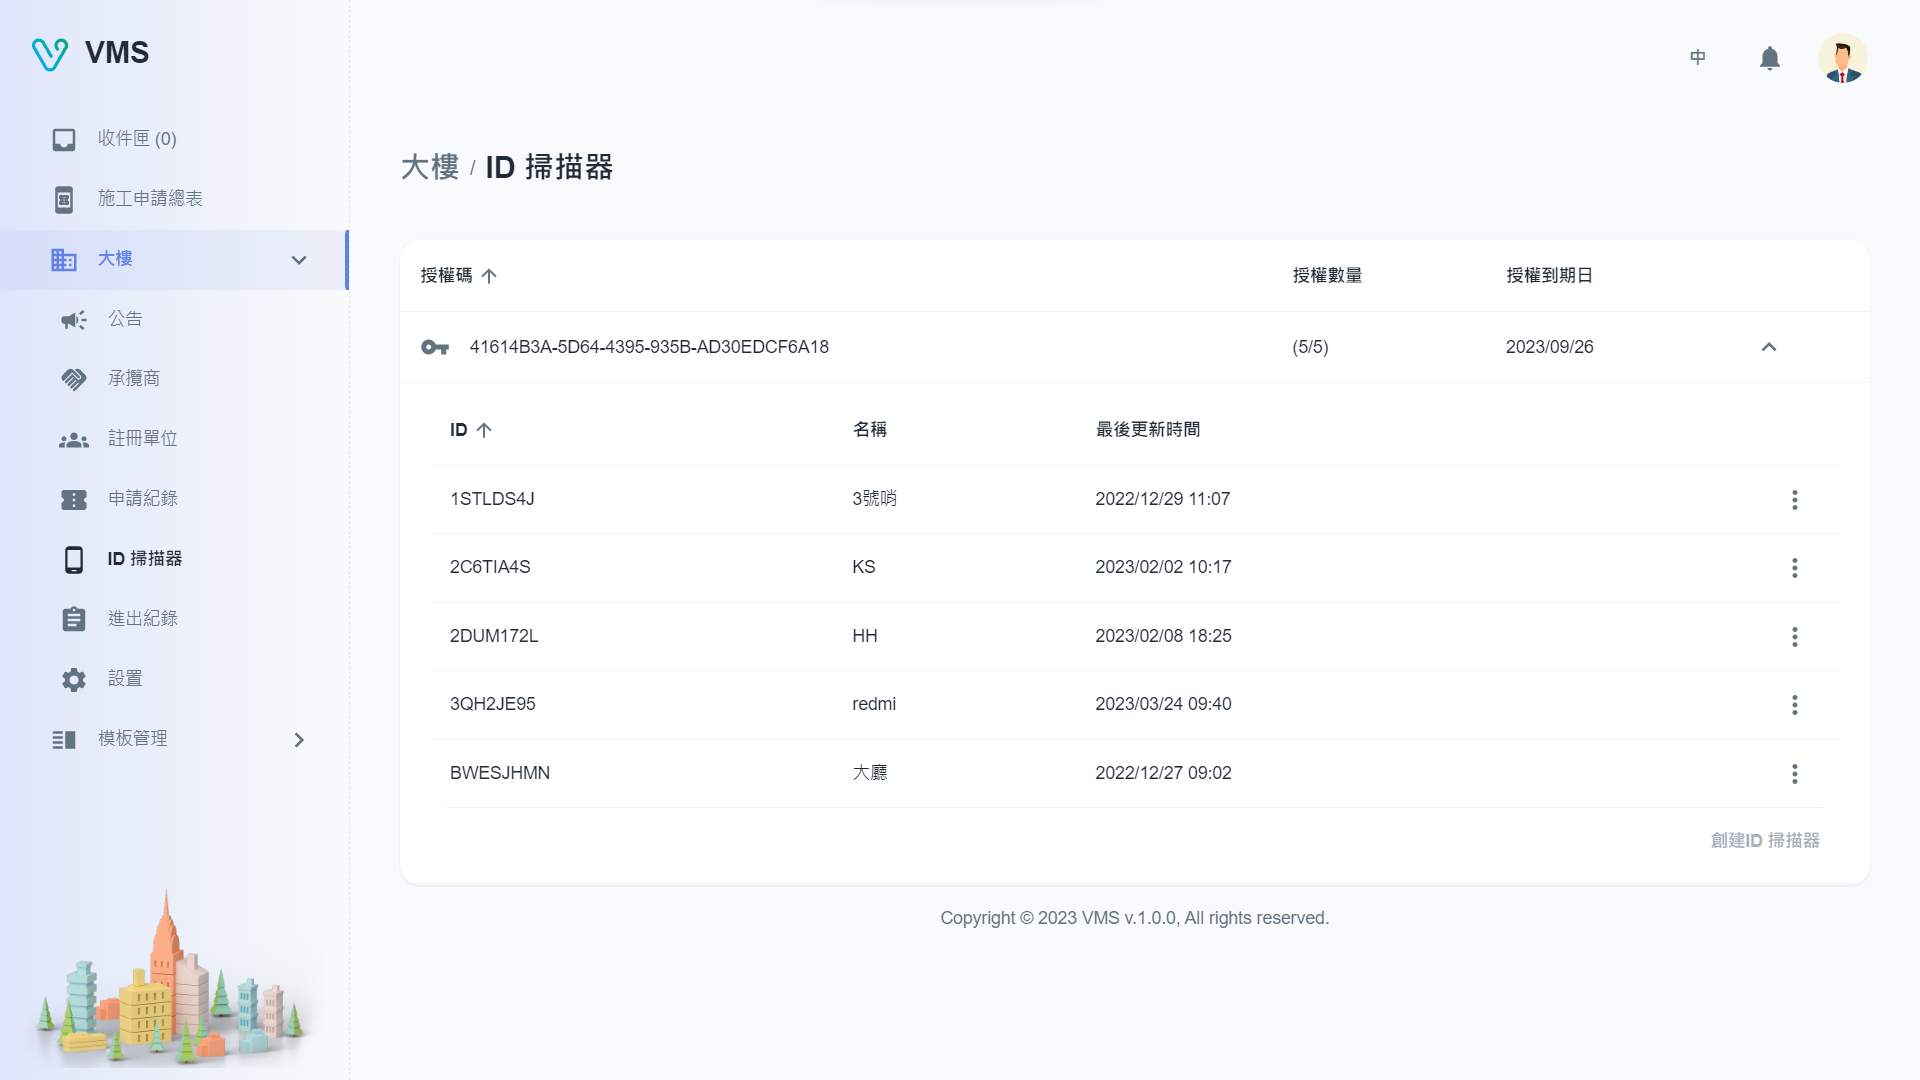 VMS
中
收件匣 (0)
施工申請總表
大樓
公告
承攬商
註冊單位
申請紀錄
ID 掃描器
進出紀錄
設置
模板管理
大樓 / ID 掃描器
授權碼 授權數量 授權到期日
41614B3A-5D64-4395-935B-AD30EDCF6A18 (5/5) 2023/09/26
ID 名稱 最後更新時間
1STLDS4J 3號哨 2022/12/29 11:07
2C6TIA4S KS 2023/02/02 10:17
2DUM172L HH 2023/02/08 18:25
3QH2JE95 redmi 2023/03/24 09:40
BWESJHMN 大廳 2022/12/27 09:02
創建ID 掃描器
Copyright © 2023 VMS v.1.0.0, All rights reserved.